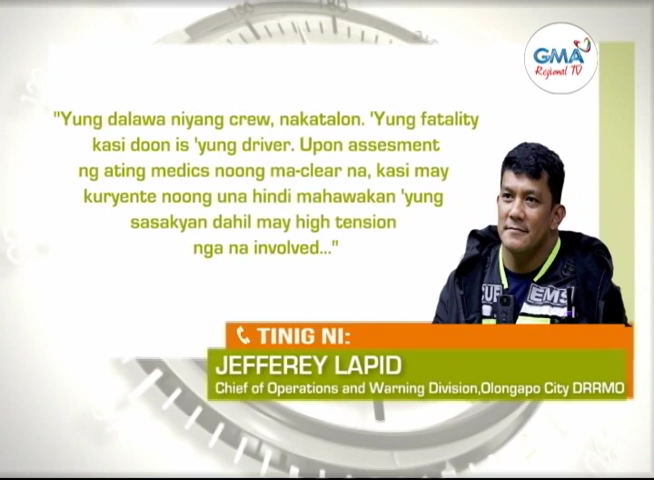 GMA
Regional TV
"Yung dalawa niyang crew, nakatalon. 'Yung fatality
kasi doon is 'yung driver. Upon assesment
ng ating medics noong ma-clear na, kasi may
kuryente noong una hindi mahawakan 'yung
sasakyan dahil may high tension
nga na involved..."
EMS
TINIG NI:
JEFFEREY LAPID
Chief of Operations and Warning Division,Olongapo City DRRMO